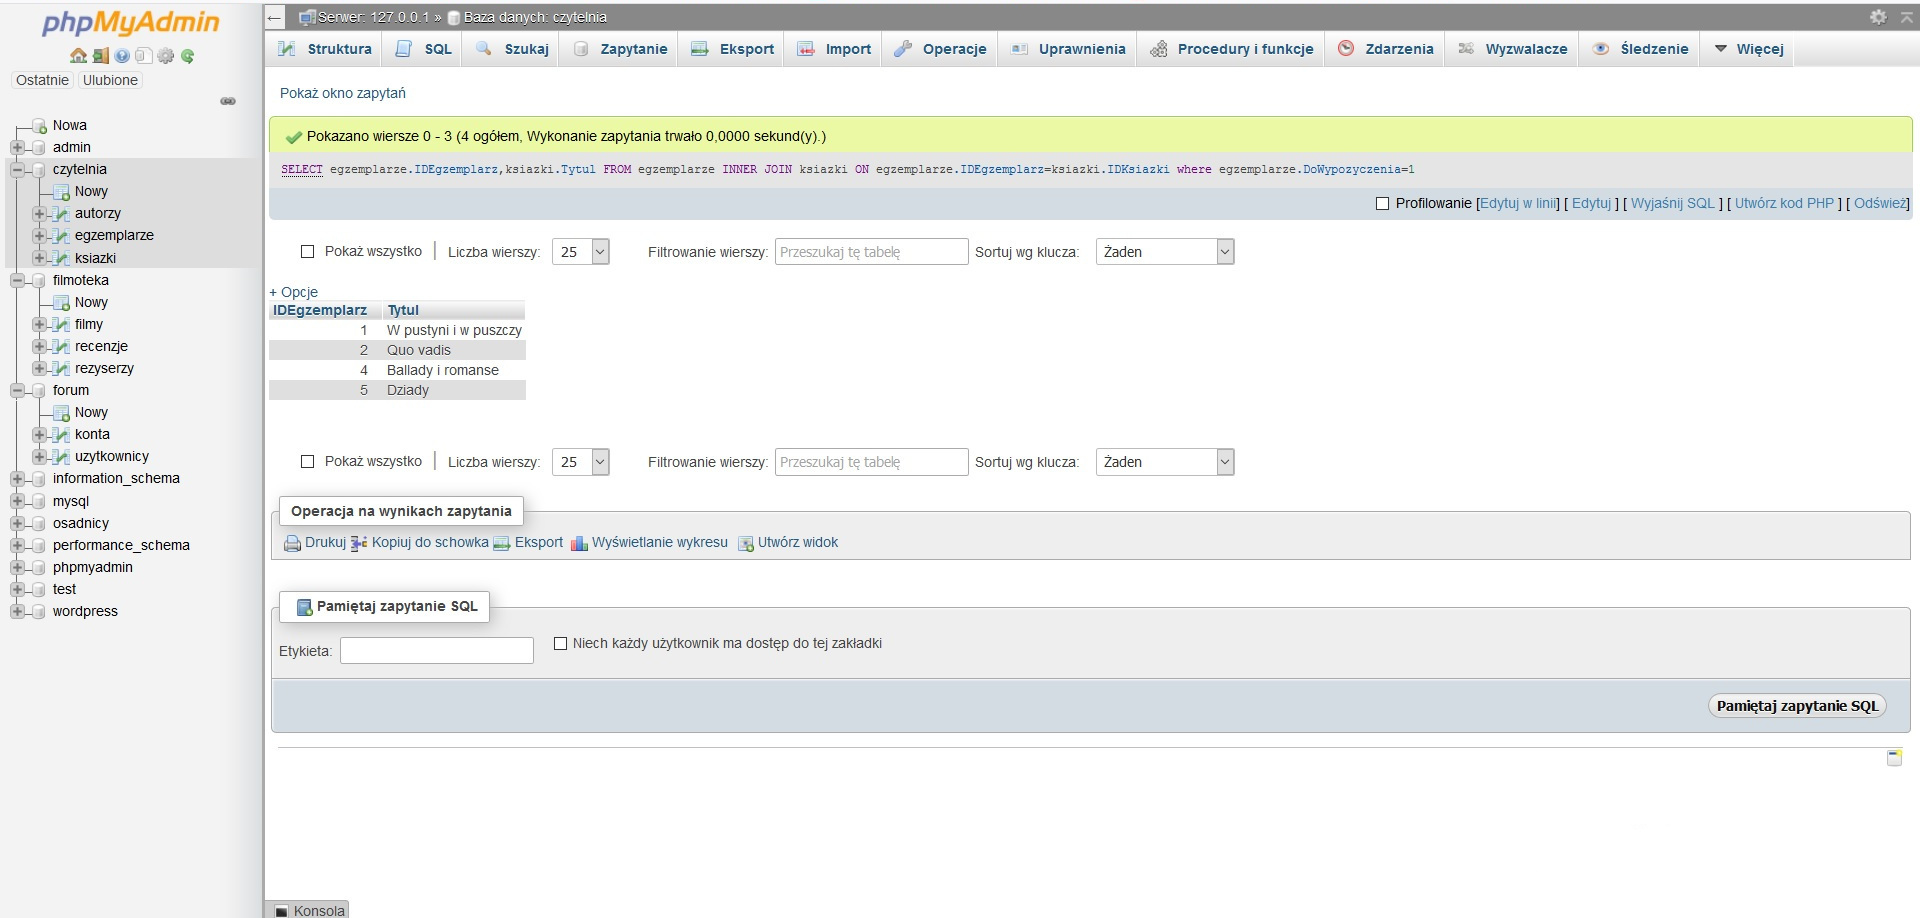 phpMyAdmin
Ostatnie Ulubione
Nowa
admin
czytelnia
Nowy
autorzy
egzemplarze
ksiazki
filmoteka
Nowy
filmy
recenzje
rezyserzy
forum
Nowy
konta
uzytkownicy
information_schema
mysql
osadnicy
performance_schema
phpmyadmin
test
wordpress
Serwer: 127.0.0.1 » Baza danych: czytelnia
Struktura SQL Szukaj Zapytanie Eksport Import Operacje Uprawnienia Procedury i funkcje Zdarzenia Wyzwalacze Śledzenie Więcej
Pokaż okno zapytań
Pokazano wiersze 0 - 3 (4 ogółem, Wykonanie zapytania trwało 0,0000 sekund(y).)
SELECT egzemplarze.IDEgzemplarz,ksiazki.Tytul FROM egzemplarze INNER JOIN ksiazki ON egzemplarze.IDEgzemplarz=ksiazki.IDKsiazki where egzemplarze.DoWypozyczenia=1
Profilowanie [Edytuj w linii] [ Edytuj ] [ Wyjaśnij SQL ] [ Utwórz kod PHP ] [ Odśwież]
Pokaż wszystko | Liczba wierszy: 25 Filtrowanie wierszy: Przeszukaj tę tabelę Sortuj wg klucza: Żaden
+ Opcje
IDEgzemplarz Tytul
1 W pustyni i w puszczy
2 Quo vadis
4 Ballady i romanse
5 Dziady
Pokaż wszystko | Liczba wierszy: 25 Filtrowanie wierszy: Przeszukaj tę tabelę Sortuj wg klucza: Żaden
Operacja na wynikach zapytania
Drukuj Kopiuj do schowka Eksport Wyświetlanie wykresu Utwórz widok
Pamiętaj zapytanie SQL
Etykieta: Niech każdy użytkownik ma dostęp do tej zakładki
Pamiętaj zapytanie SQL
Konsola